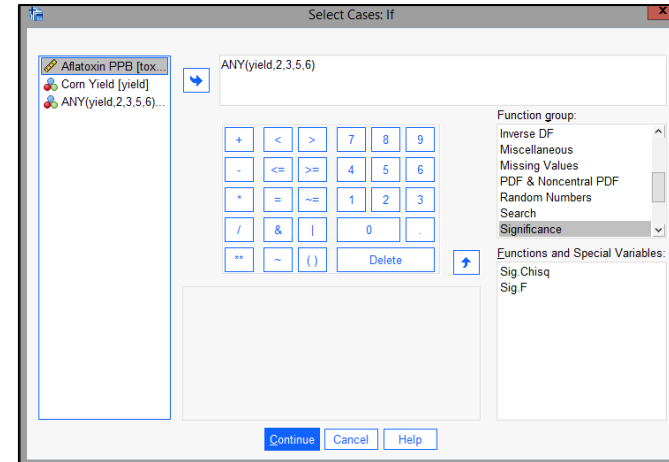 Select Cases: If
x
Aflatoxin PPB [tox...
Corn Yield [yield]
ANY(yield,2,3,5,6)...
ANY(yield,2,3,5,6)
+ < > 7 8 9
- <= >= 4 5 6
* = ~= 1 2 3
/ & | 0 .
** ~ ( ) Delete
Function group:
Inverse DF
Miscellaneous
Missing Values
PDF & Noncentral PDF
Random Numbers
Search
Significance
Functions and Special Variables:
Sig.Chisq
Sig.F
Continue Cancel Help